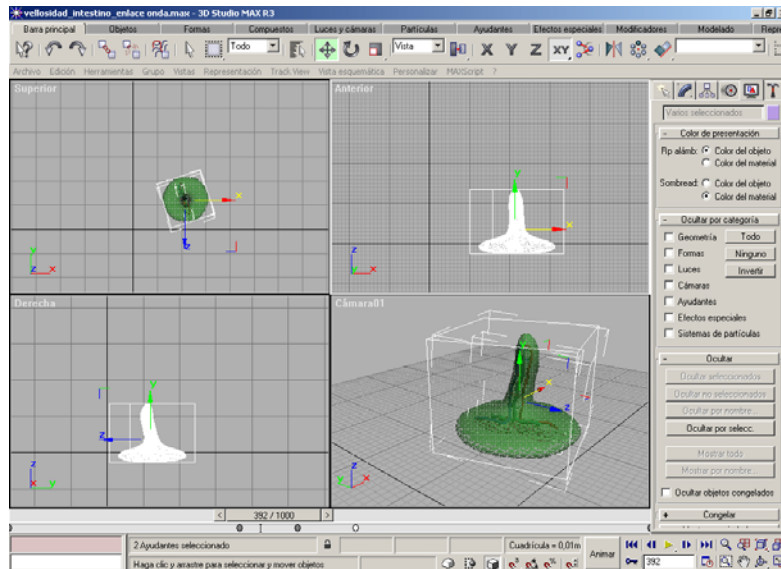 vellosidad_intestino_enlace onda.max - 3D Studio MAX R3
Barra principal Objetos Formas Compuestos Luces y cámaras Partículas Ayudantes Efectos especiales Modificadores Modelado
Todo Vista X Y Z XY
Archivo Edición Herramientas Grupo Vistas Representación Track View Vista esquemática Personalizar MAXScript ?
Superior
Anterior
Varios seleccionados
Color de presentación
Rp alámb: Color del objeto
Color del material
Sombread: Color del objeto
Color del material
Ocultar por categoría
Geometría Todo
Formas Ninguno
Luces Invertir
Cámaras
Ayudantes
Efectos especiales
Sistemas de partículas
Derecha
Cámara01
Ocultar
Ocultar seleccionados
Ocultar no seleccionados
Ocultar por nombre...
Ocultar por selecc.
Mostrar todo
Mostrar por nombre...
Ocultar objetos congelados
Congelar
392 / 1000
2 Ayudantes seleccionado
Cuadrícula = 0,01m
Animar
Haga clic y arrastre para seleccionar y mover objetos
392